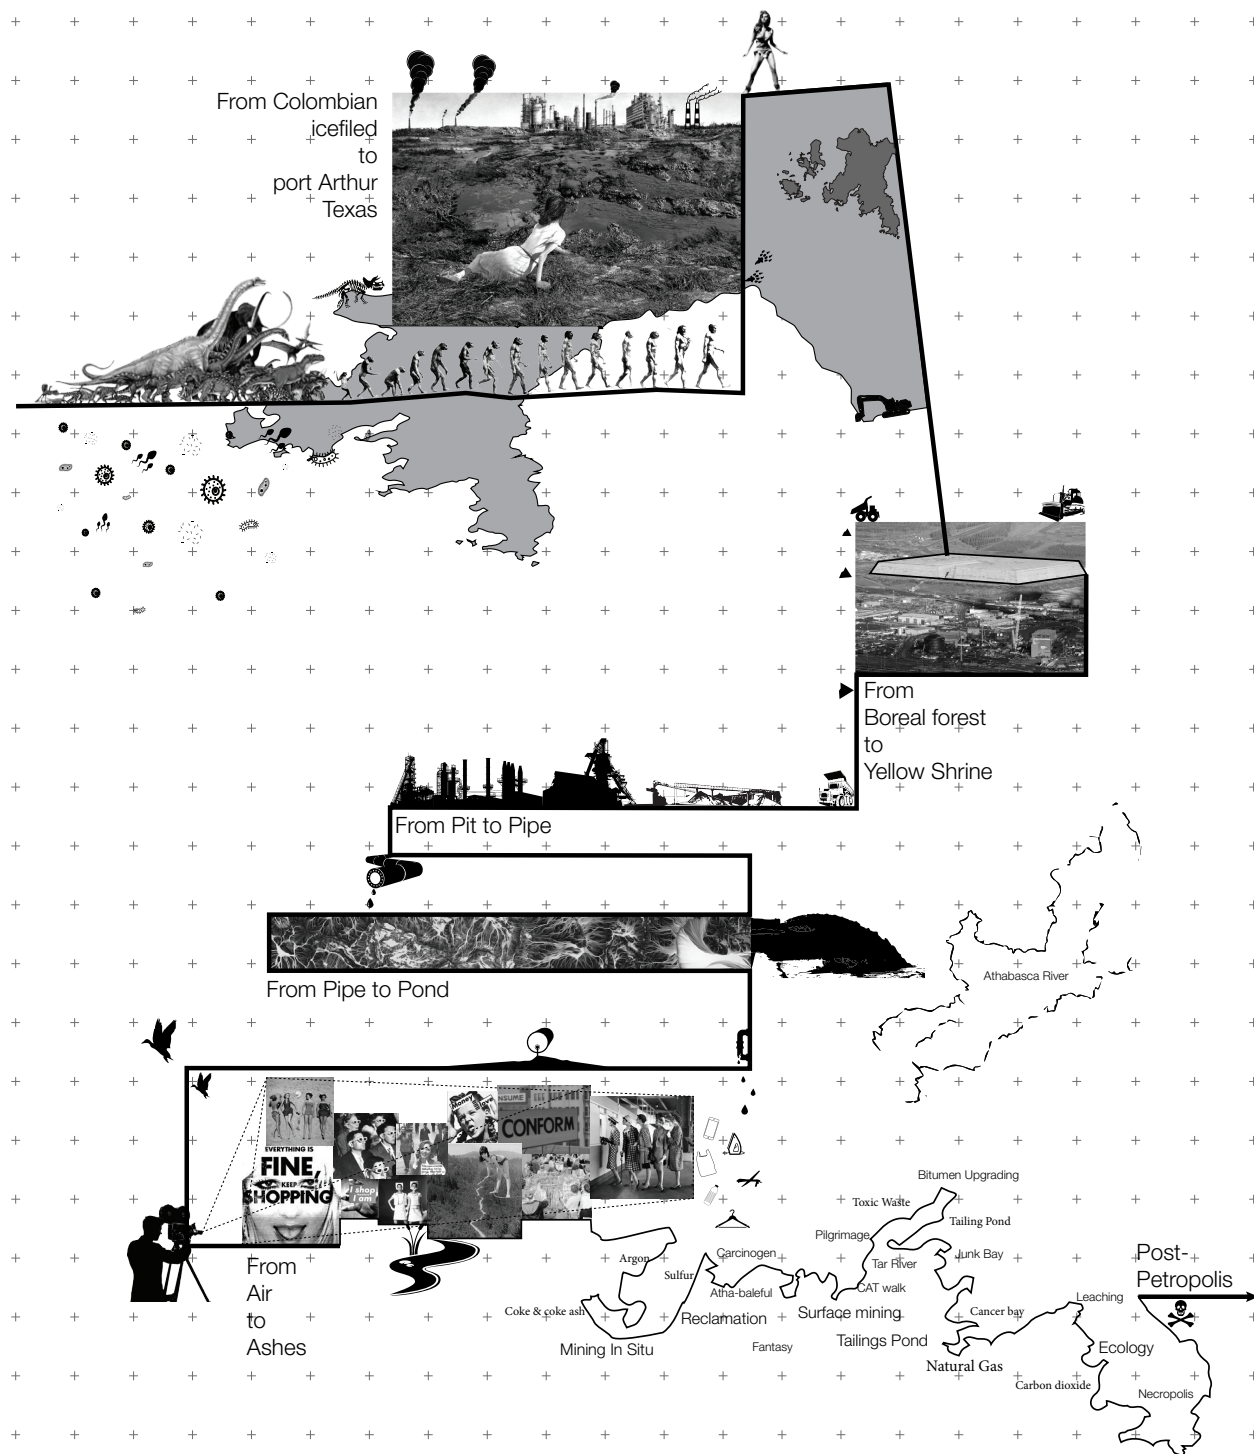 From Colombian
icefiled
to
port Arthur
Texas
From
Boreal forest
to
Yellow Shrine
From Pit to Pipe
Athabasca River
From Pipe to Pond
Money
NSUME
CONFORM
EVERYTHING IS
FINE,
KEEP
SHOPPING
I shop
I am
From
Air
to
Ashes
Bitumen Upgrading
Toxic Waste
Tailing Pond
Pilgrimage
Junk Bay
Tar River
Argon
Carcinogen
Sulfur
CAT walk
Atha-baleful
Coke & coke ash
Reclamation
Surface mining
Cancer bay
Leaching
Post-
Petropolis
Mining In Situ
Fantasy
Tailings Pond
Natural Gas
Ecology
Carbon dioxide
Necropolis